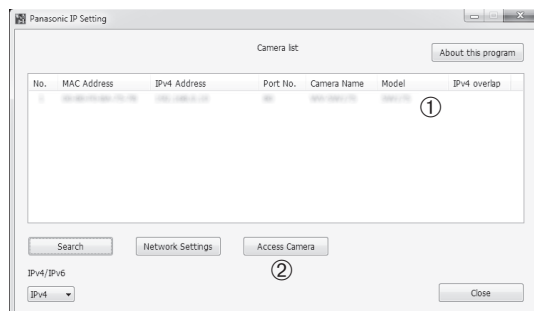 Panasonic IP Setting
Camera list
About this program
No. MAC Address IPv4 Address Port No. Camera Name Model IPv4 overlap
①
Search Network Settings Access Camera
②
IPv4/IPv6
IPv4 Close